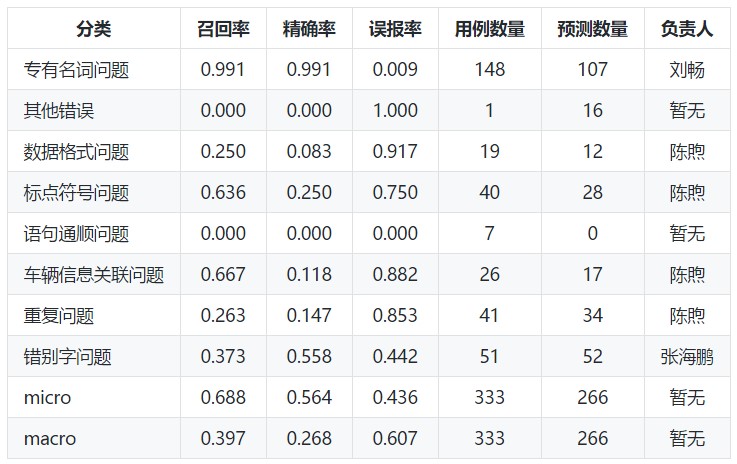 分类 召回率 精确率 误报率 用例数量 预测数量 负责人
专有名词问题 0.991 0.991 0.009 148 107 刘畅
其他错误 0.000 0.000 1.000 1 16 暂无
数据格式问题 0.250 0.083 0.917 19 12 陈煦
标点符号问题 0.636 0.250 0.750 40 28 陈煦
语句通顺问题 0.000 0.000 0.000 7 0 暂无
车辆信息关联问题 0.667 0.118 0.882 26 17 陈煦
重复问题 0.263 0.147 0.853 41 34 陈煦
错别字问题 0.373 0.558 0.442 51 52 张海鹏
micro 0.688 0.564 0.436 333 266 暂无
macro 0.397 0.268 0.607 333 266 暂无